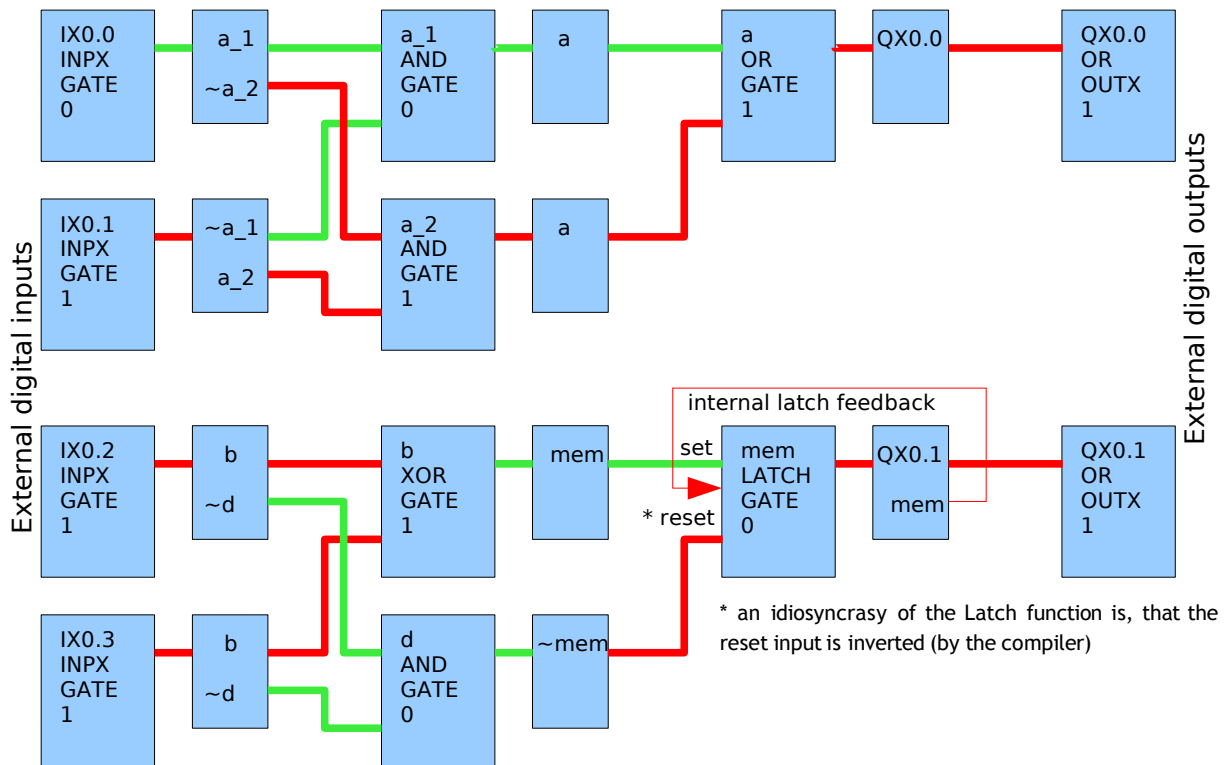 External digital inputs
IX0.0
INPX
GATE
0
a_1
~a_2
a_1
AND
GATE
0
a
a
OR
GATE
1
QX0.0
QX0.0
OR
OUTX
1
IX0.1
INPX
GATE
1
~a_1
a_2
a_2
AND
GATE
1
a
External digital outputs
internal latch feedback
IX0.2
INPX
GATE
1
b
~d
b
XOR
GATE
1
mem
set
* reset
mem
LATCH
GATE
0
QX0.1
mem
QX0.1
OR
OUTX
1
IX0.3
INPX
GATE
1
b
~d
d
AND
GATE
0
~mem
* an idiosyncrasy of the Latch function is, that the
reset input is inverted (by the compiler)